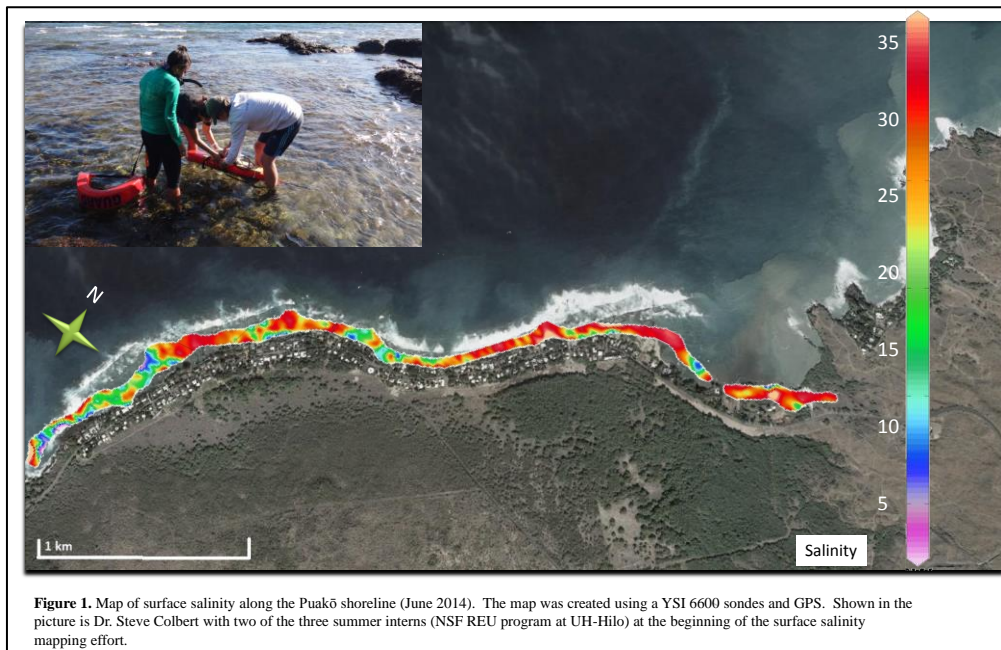 35
30
25
20
15
10
5
N
1 km
Salinity
Figure 1. Map of surface salinity along the Puakō shoreline (June 2014). The map was created using a YSI 6600 sondes and GPS. Shown in the
picture is Dr. Steve Colbert with two of the three summer interns (NSF REU program at UH-Hilo) at the beginning of the surface salinity
mapping effort.